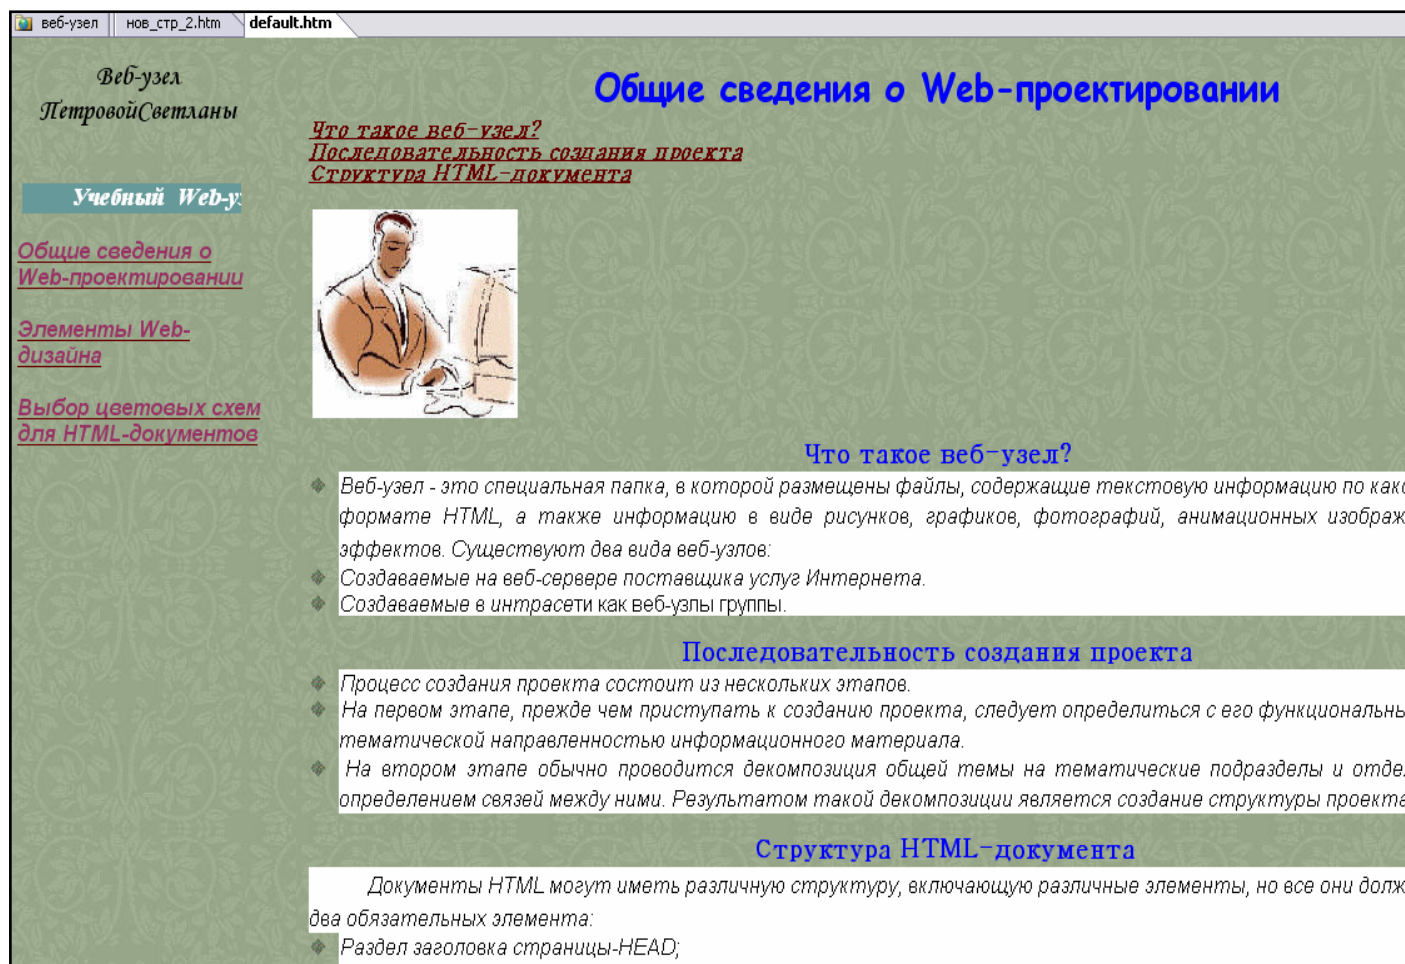 веб-узел нов_стр_2.htm default.htm
Веб-узел
ПетровойСветланы
Учебный Web-у
Общие сведения о
Web-проектировании
Элементы Web-
дизайна
Выбор цветовых схем
для HTML-документов
Общие сведения о Web-проектировании
Что такое веб-узел?
Последовательность создания проекта
Структура HTML-документа
Что такое веб-узел?
Веб-узел - это специальная папка, в которой размещены файлы, содержащие текстовую информацию по как
формате HTML, а также информацию в виде рисунков, графиков, фотографий, анимационных изображ
эффектов. Существуют два вида веб-узлов:
Создаваемые на веб-сервере поставщика услуг Интернета.
Создаваемые в интрасети как веб-узлы группы.
Последовательность создания проекта
Процесс создания проекта состоит из нескольких этапов.
На первом этапе, прежде чем приступать к созданию проекта, следует определиться с его функциональны
тематической направленностью информационного материала.
На втором этапе обычно проводится декомпозиция общей темы на тематические подразделы и отде
определением связей между ними. Результатом такой декомпозиции является создание структуры проекта
Структура HTML-документа
Документы HTML могут иметь различную структуру, включающую различные элементы, но все они долж
два обязательных элемента:
Раздел заголовка страницы-HEAD;